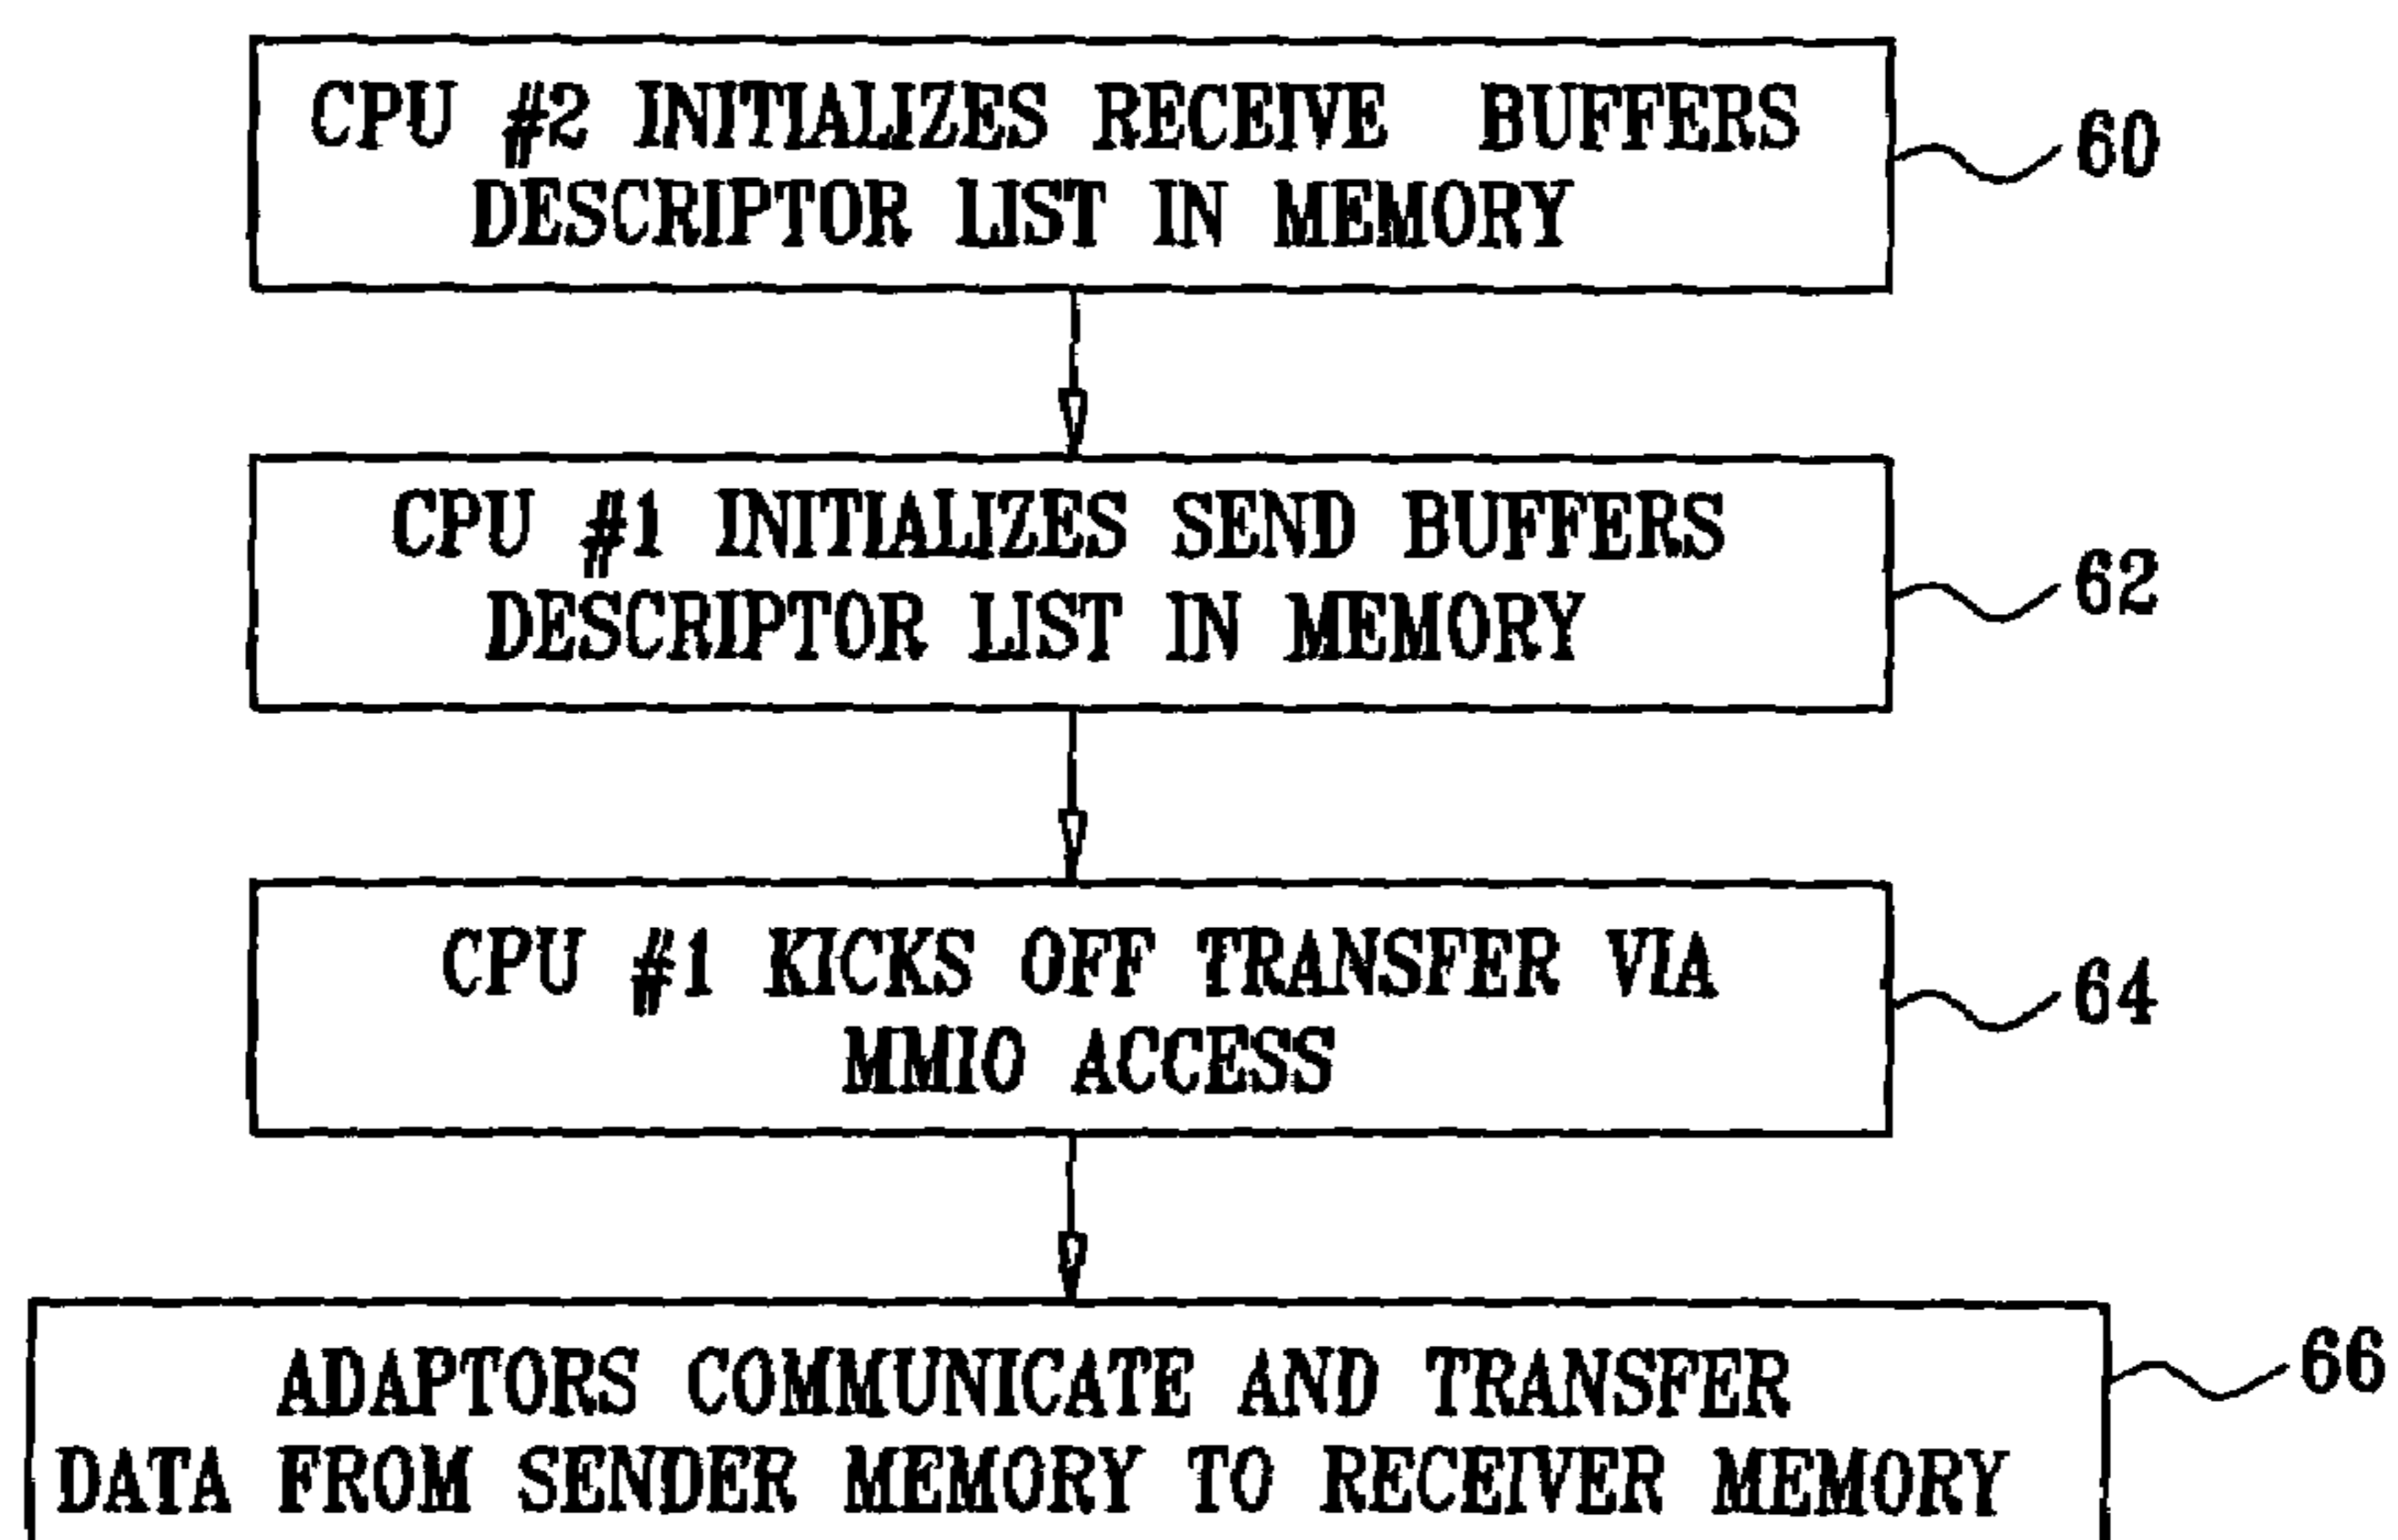 CPU #2 INITIALIZES RECEIVE BUFFERS
DESCRIPTOR LIST IN MEMORY
60
CPU #1 INITIALIZES SEND BUFFERS
DESCRIPTOR LIST IN MEMORY
62
CPU #1 KICKS OFF TRANSFER VIA
MMIO ACCESS
64
ADAPTORS COMMUNICATE AND TRANSFER
DATA FROM SENDER MEMORY TO RECEIVER MEMORY
66